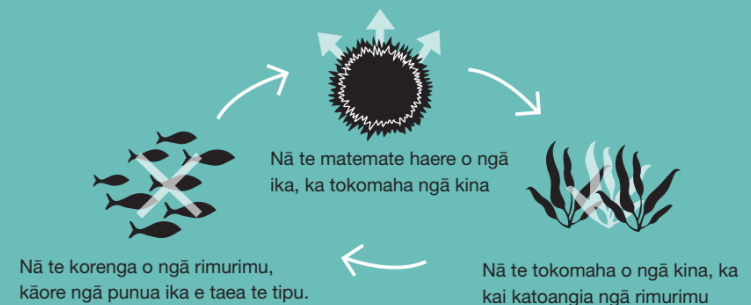 Nā te matemate haere o ngā
ika, ka tokomaha ngā kina
Nā te tokomaha o ngā kina, ka
kai katoangia ngā rimurimu
Nā te korenga o ngā rimurimu,
kāore ngā punua ika e taea te tipu.